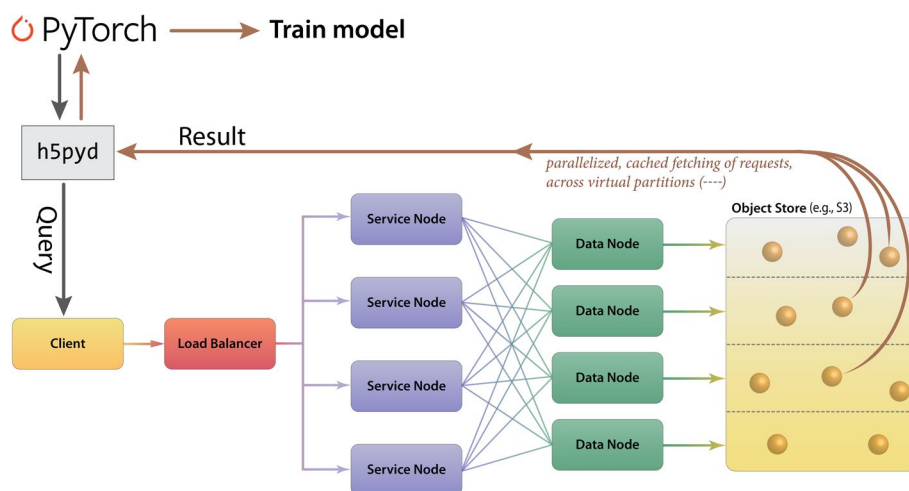 PyTorch
Train model
h5pyd
Result
parallelized, cached fetching of requests,
across virtual partitions (----)
Query
Object Store (e.g., S3)
Service Node
Data Node
Service Node
Data Node
Client
Load Balancer
Service Node
Data Node
Service Node
Data Node